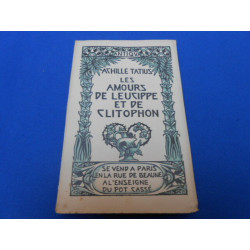 ACHILLE TATIUS
LES
AMOURS
DE LEUCIPPE
ET DE
CLITOPHON
SE VEND A PARIS
EN LA RUE DE BEAUNE
A L'ENSEIGNE
DU POT CASSÉ